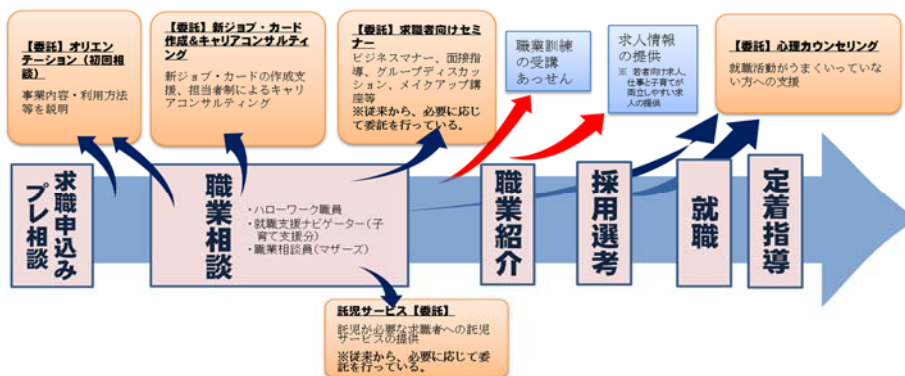 【委託】オリエン
テーション（初回相
談）
事業内容・利用方法
等を説明
【委託】新ジョブ・カード
作成&キャリアコンサルティ
ング
新ジョブ・カードの作成支
援、担当者制によるキャリ
アコンサルティング
【委託】求職者向けセミ
ナー
ビジネスマナー、面接指
導、グループディスカッ
ション、メイクアップ講
座等
※従来から、必要に応じ
て委託を行っている。
職業訓練
の受講
あっせん
求人情報
の提供
※ 若者向け求人、
仕事と子育てが
両立しやすい求
人の提供
【委託】心理カウンセリング
就職活動がうまくいっていな
い方への支援
求職申込み
プレ相談
職業相談
・ハローワーク職員
・就職支援ナビゲーター（子
育て支援分）
・職業相談員（マザーズ）
職業紹介
採用選考
就職
定着指導
託児サービス【委託】
託児が必要な求職者への託児
サービスの提供
※従来から、必要に応じて委
託を行っている。